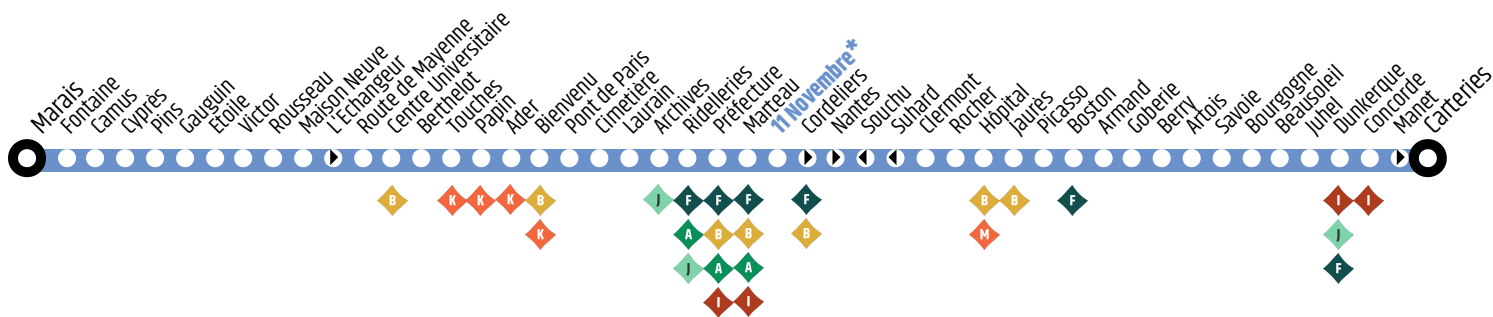 Marais
Fontaine
Camus
Cyprès
Pins
Gauguin
Etoile
Victor
Rousseau
Maison Neuve
L'Echangeur
Route de Mayenne
Centre Universitaire
Berthelot
Touches
Papin
Ader
Bienvenu
Pont de Paris
Cimetière
Laurain
Archives
Ridelleries
Préfecture
Marteau
11 Novembre*
Cordeliers
Nantes
Souchu
Suhard
Clermont
Rocher
Hôpital
Jaurès
Picasso
Boston
Armand
Goberie
Berry
Artois
Savoie
Bourgogne
Beausoleil
Juhel
Dunkerque
Concorde
Manet
Carteries
B K K K B J F F F F B B F I I
K A B B B M J
J A A F
I I